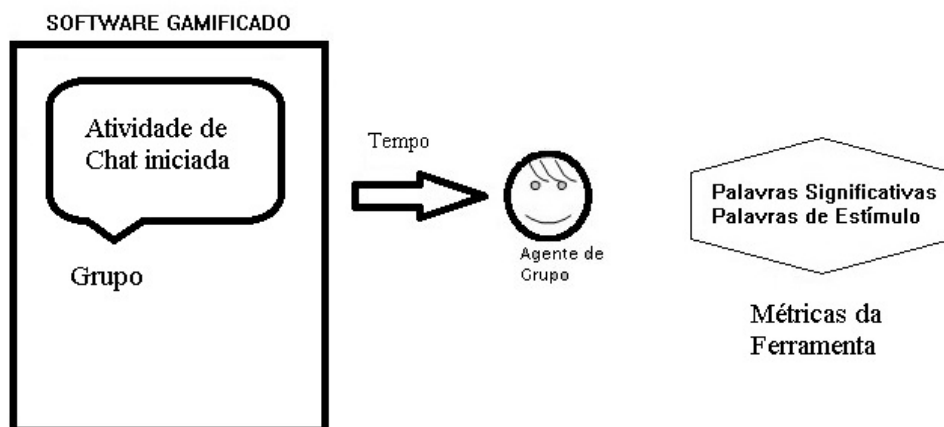 SOFTWARE GAMIFICADO
Atividade de
Chat iniciada
Grupo
Tempo
Agente de
Grupo
Palavras Significativas
Palavras de Estímulo
Métricas da
Ferramenta